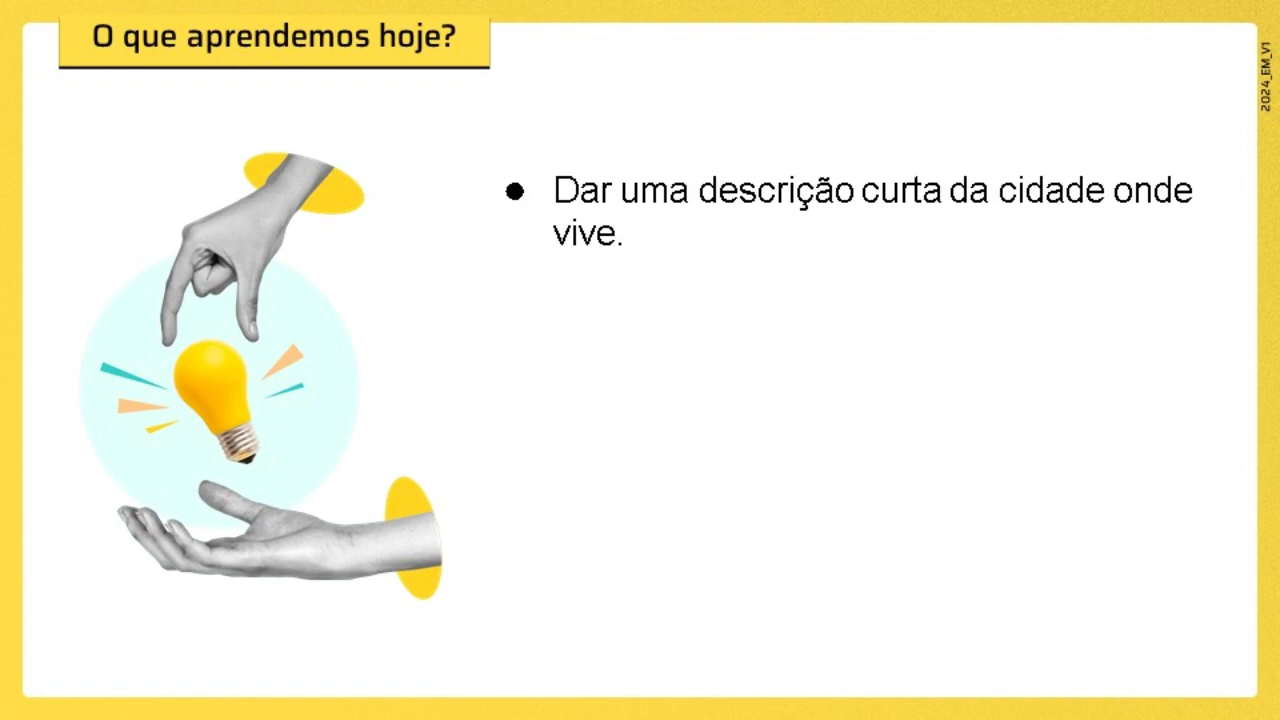 O que aprendemos hoje?
2024_EM_V1
● Dar uma descrição curta da cidade onde
vive.